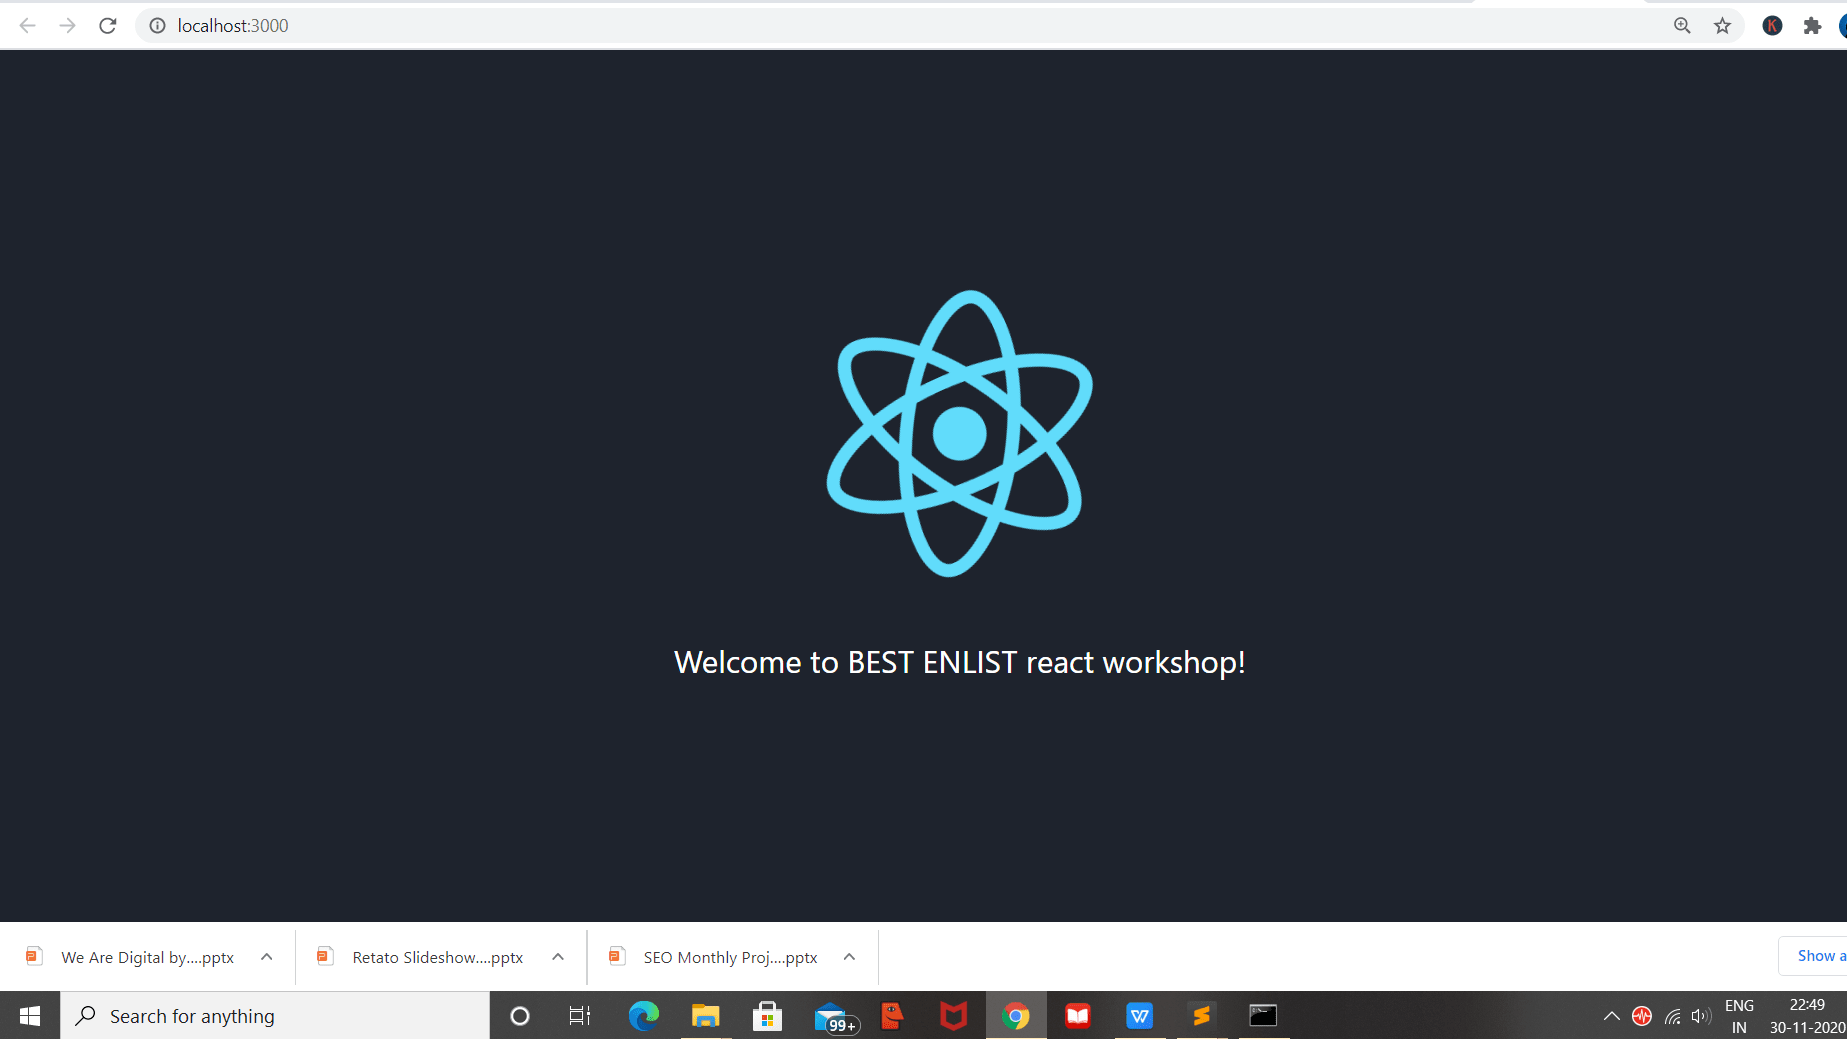 localhost:3000
K
Welcome to BEST ENLIST react workshop!
We Are Digital by....pptx
Retato Slideshow....pptx
SEO Monthly Proj....pptx
Show a
Search for anything
99+
ENG
IN
22:49
30-11-2020